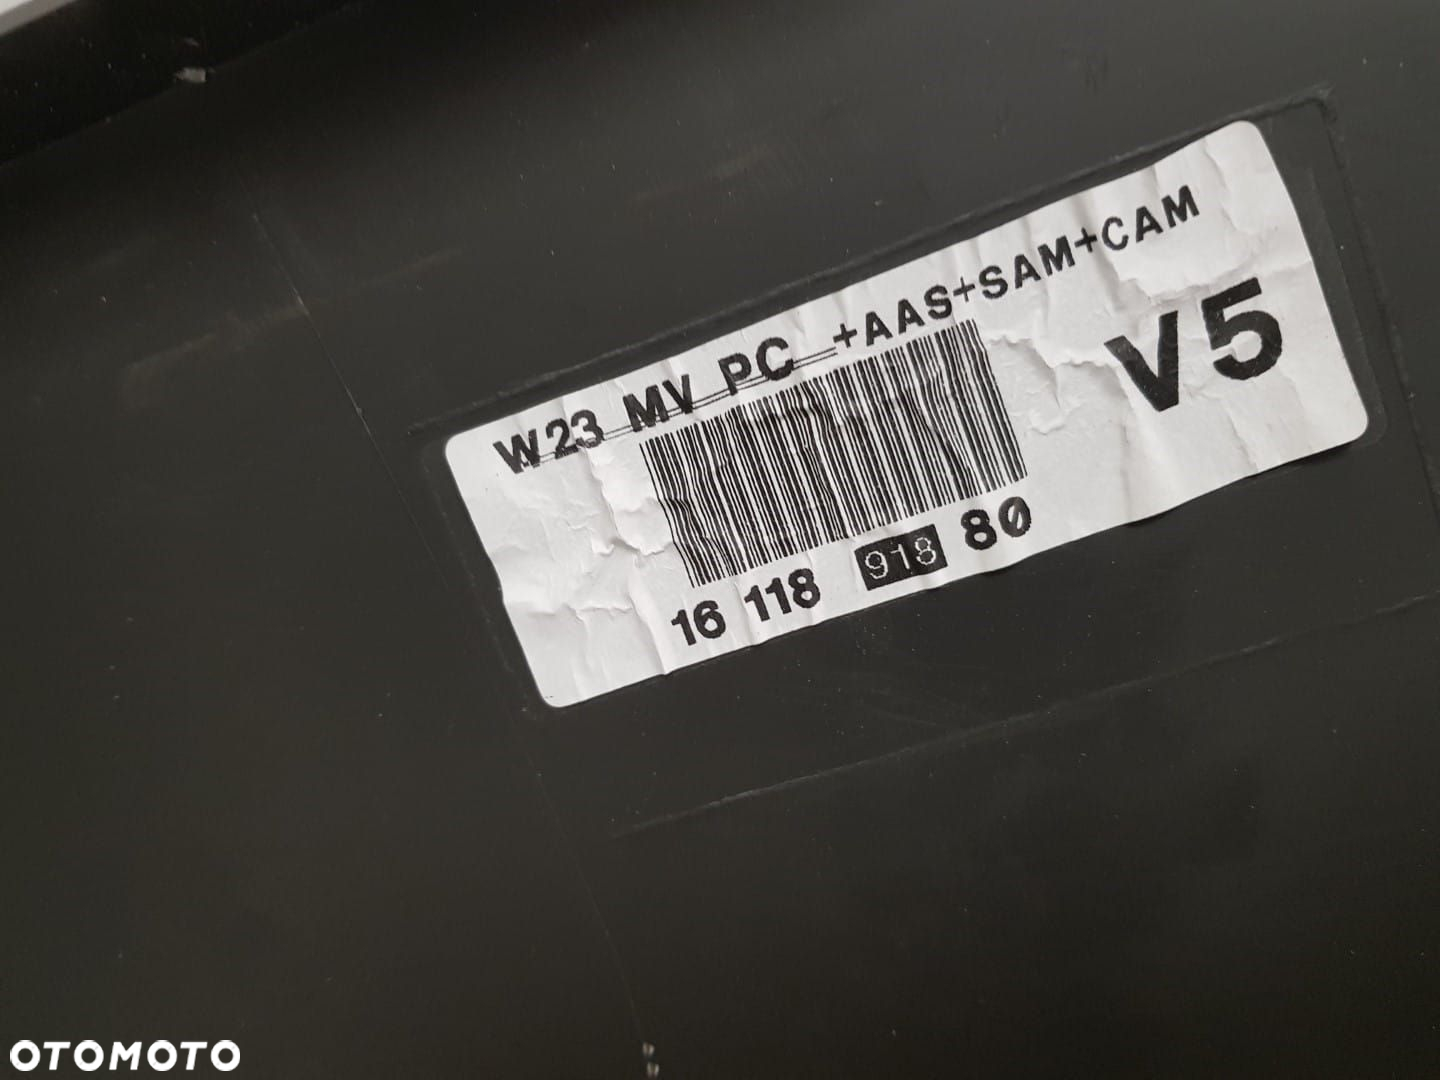 W23 MV PC +AAS+SAM+CAM
V5
16 118 918 80
OTOMOTO